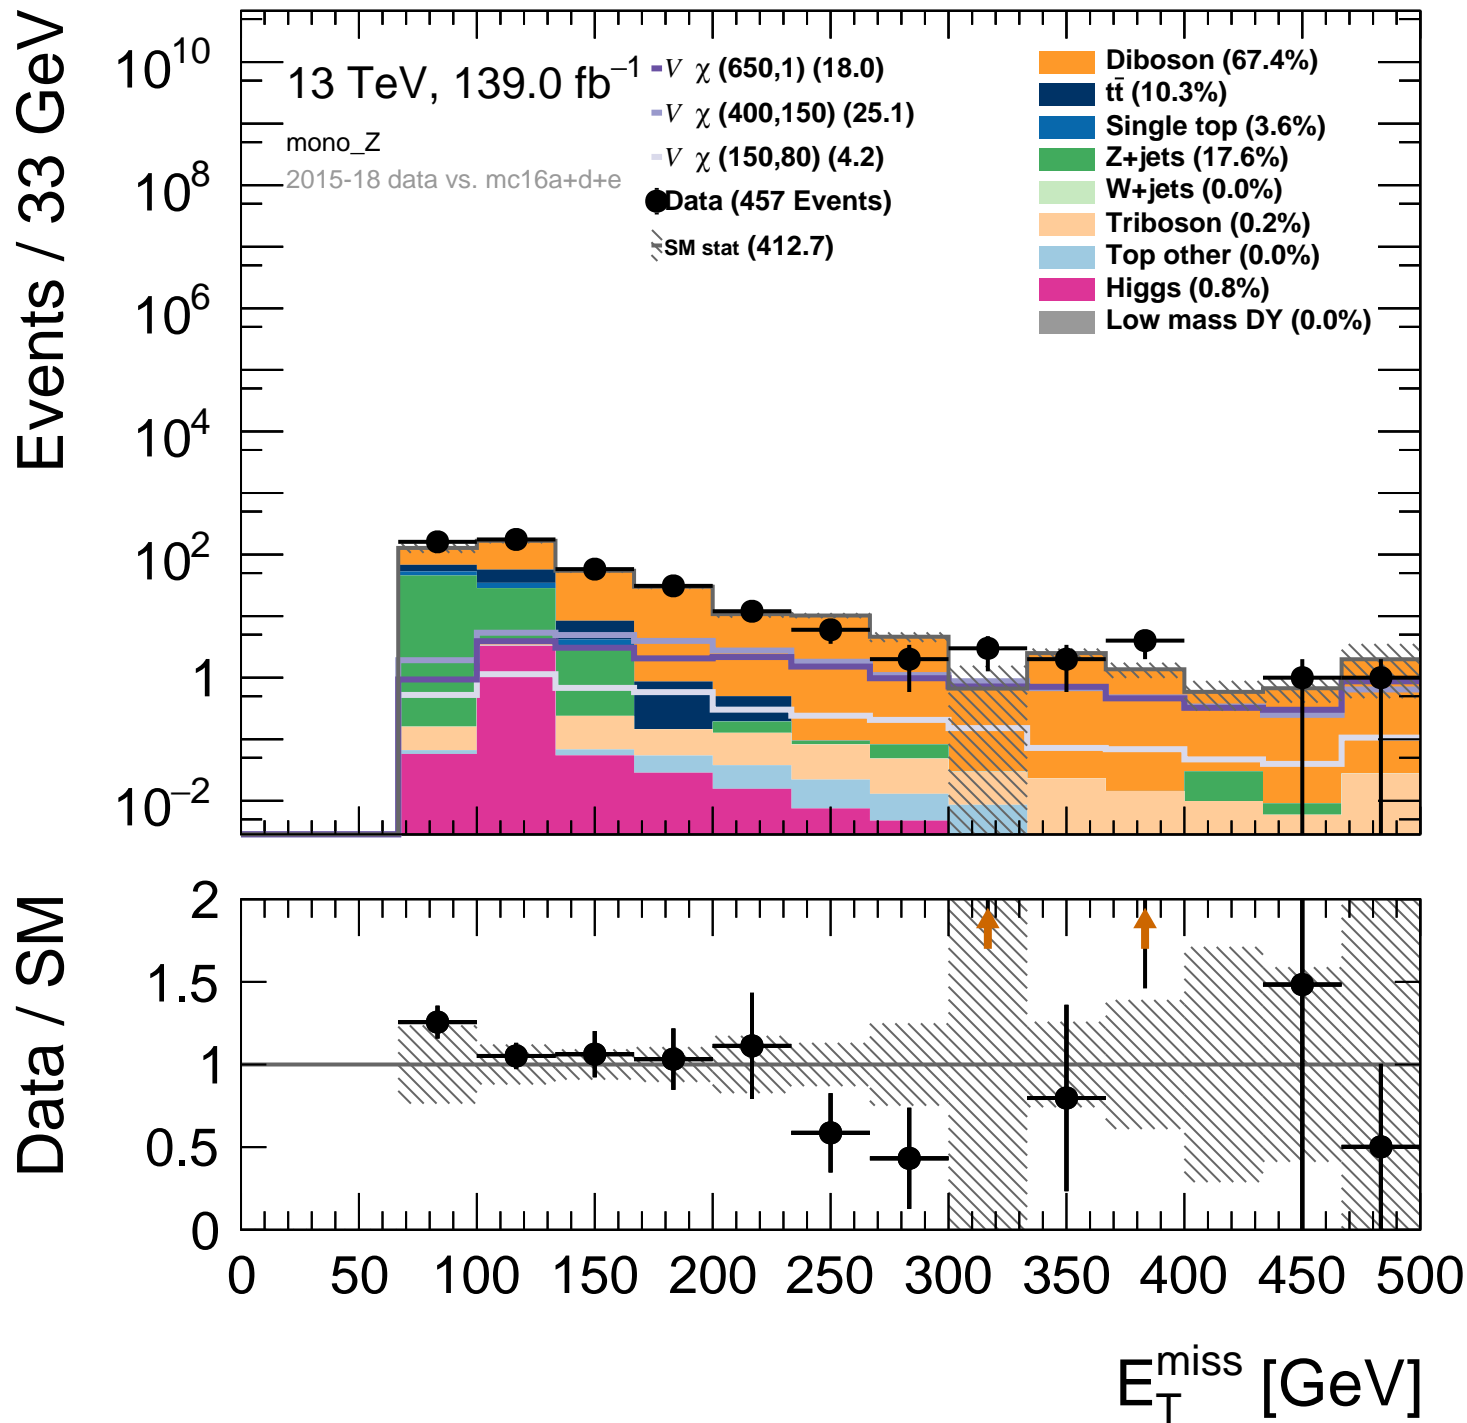 Events / 33 GeV
10¹⁰
10⁸
10⁶
10⁴
10²
1
10⁻²
13 TeV, 139.0 fb⁻¹
mono_Z
2015-18 data vs. mc16a+d+e
V χ (650,1) (18.0)
V χ (400,150) (25.1)
V χ (150,80) (4.2)
Data (457 Events)
SM stat (412.7)
Diboson (67.4%)
tt̄ (10.3%)
Single top (3.6%)
Z+jets (17.6%)
W+jets (0.0%)
Triboson (0.2%)
Top other (0.0%)
Higgs (0.8%)
Low mass DY (0.0%)
Data / SM
2
1.5
1
0.5
0
0 50 100 150 200 250 300 350 400 450 500
E_T^miss [GeV]